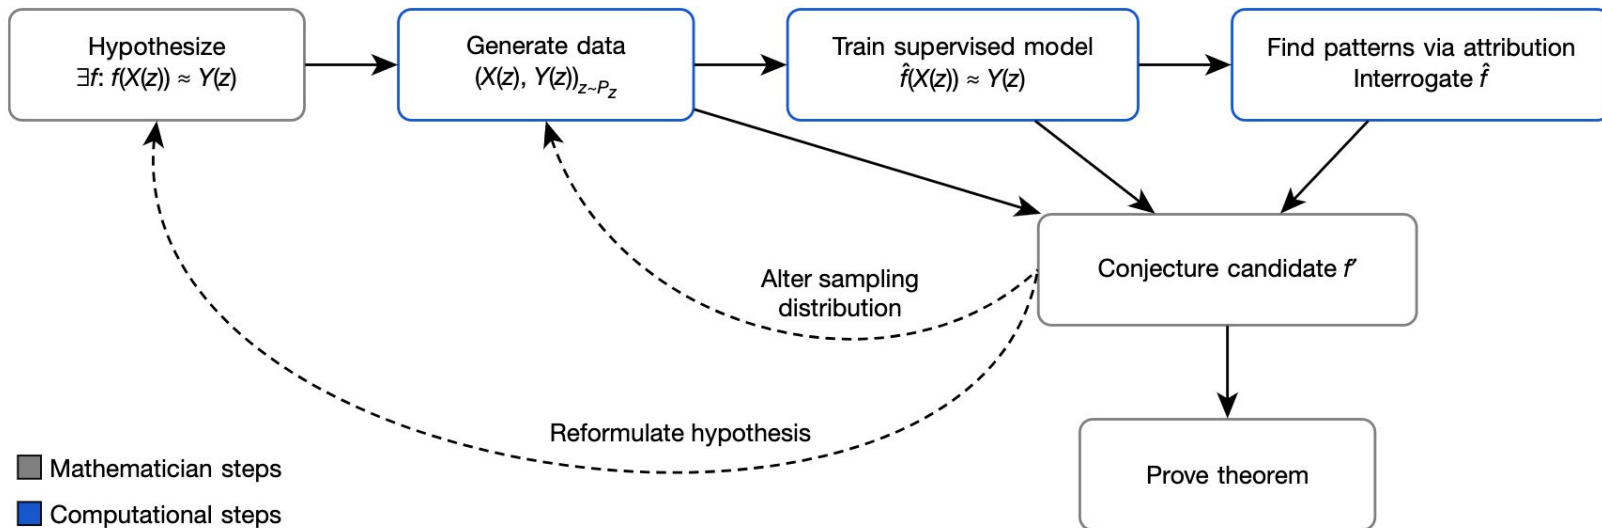 Hypothesize
∃f: f(X(z)) ≈ Y(z)
Generate data
(X(z), Y(z))_{z~P_z}
Train supervised model
f̂(X(z)) ≈ Y(z)
Find patterns via attribution
Interrogate f̂
Conjecture candidate f′
Alter sampling
distribution
Reformulate hypothesis
Prove theorem
Mathematician steps
Computational steps